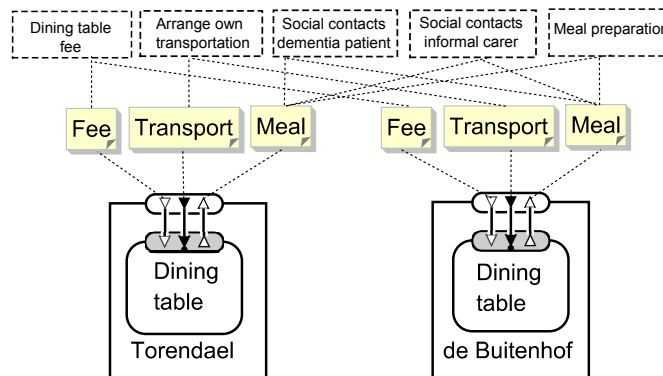 Dining table
fee
Arrange own
transportation
Social contacts
dementia patient
Social contacts
informal carer
Meal preparation
Fee
Transport
Meal
Fee
Transport
Meal
Dining
table
Torendael
Dining
table
de Buitenhof